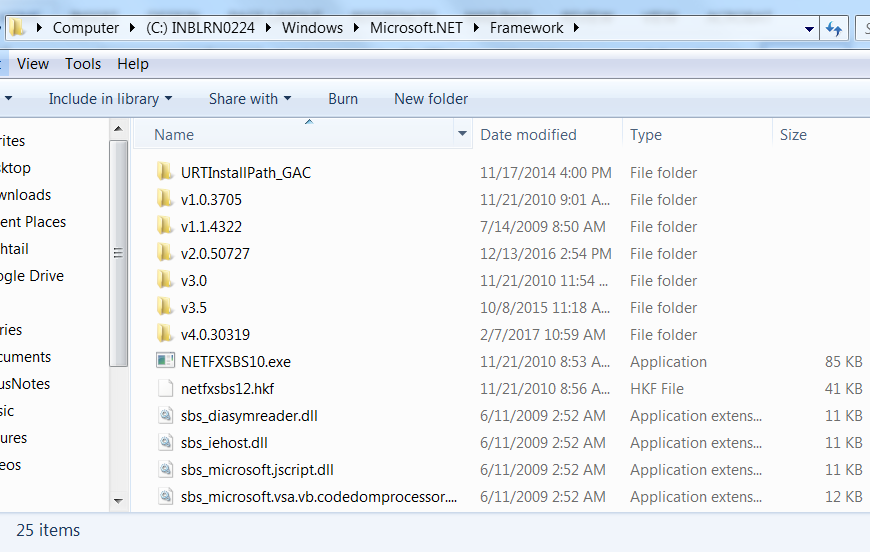 Computer (C:) INBLRN0224 Windows Microsoft.NET Framework
View Tools Help
Include in library Share with Burn New folder
Name Date modified Type Size
rites
sktop
wnloads
ent Places
htail
ogle Drive
ries
cuments
usNotes
sic
ures
eos
URTInstallPath_GAC 11/17/2014 4:00 PM File folder
v1.0.3705 11/21/2010 9:01 A... File folder
v1.1.4322 7/14/2009 8:50 AM File folder
v2.0.50727 12/13/2016 2:54 PM File folder
v3.0 11/21/2010 11:54 ... File folder
v3.5 10/8/2015 11:18 A... File folder
v4.0.30319 2/7/2017 10:59 AM File folder
NETFXSBS10.exe 11/21/2010 8:53 A... Application 85 KB
netfxsbs12.hkf 11/21/2010 8:56 A... HKF File 41 KB
sbs_diasymreader.dll 6/11/2009 2:52 AM Application extens... 11 KB
sbs_iehost.dll 6/11/2009 2:52 AM Application extens... 11 KB
sbs_microsoft.jscript.dll 6/11/2009 2:52 AM Application extens... 11 KB
sbs_microsoft.vsa.vb.codedomprocessor.... 6/11/2009 2:52 AM Application extens... 12 KB
25 items